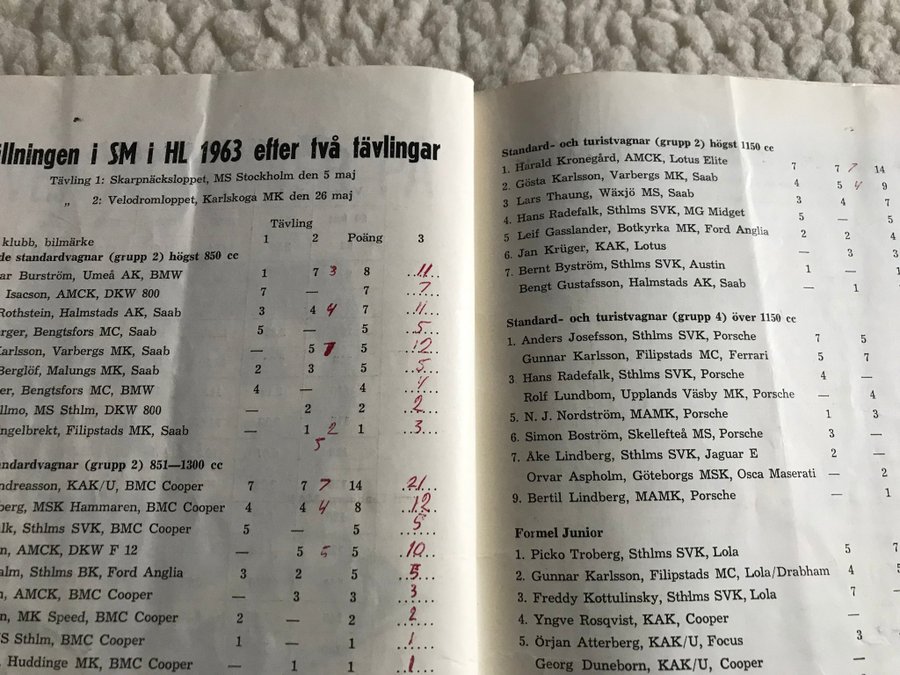 illningen i SM i HL 1963 efter två tävlingar
Tävling 1: Skarpnäcksloppet, MS Stockholm den 5 maj
„ 2: Velodromloppet, Karlskoga MK den 26 maj
Tävling
klubb, bilmärke 1 2 Poäng 3
de standardvagnar (grupp 2) högst 850 cc
ar Burström, Umeå AK, BMW 1 7 3 8 ..11...
Isacson, AMCK, DKW 800 7 — 7 ..7...
Rothstein, Halmstads AK, Saab 3 4 4 7 ..11...
erger, Bengtsfors MC, Saab 5 — 5 ..5...
arlsson, Varbergs MK, Saab — 5 7 5 ..12
Berglöf, Malungs MK, Saab 2 3 5 ..5...
er, Bengtsfors MC, BMW 4 — 4 ..4...
llmo, MS Sthlm, DKW 800 — 2 2 ..2...
ngelbrekt, Filipstads MK, Saab — 1 2 1 ..3...
5
andardvagnar (grupp 2) 851—1300 cc
ndreasson, KAK/U, BMC Cooper 7 7 7 14 ..21...
berg, MSK Hammaren, BMC Cooper 4 4 4 8 ..12..
lk, Sthlms SVK, BMC Cooper 5 — 5 ..5...
n, AMCK, DKW F 12 — 5 5 5 ..10...
alm, Sthlms BK, Ford Anglia 3 2 5 ..5...
n, AMCK, BMC Cooper — 3 3 ..3...
n, MK Speed, BMC Cooper 2 — 2 ..2...
S Sthlm, BMC Cooper 1 — 1 ..1...
, Huddinge MK, BMC Cooper — 1 1 ..1...
Standard- och turistvagnar (grupp 2) högst 1150 cc
1. Harald Kronegård, AMCK, Lotus Elite 7 7 7 14
2. Gösta Karlsson, Varbergs MK, Saab 4 5 4 9
3 Lars Thaung, Wäxjö MS, Saab 3 4 7
4. Hans Radefalk, Sthlms SVK, MG Midget 5 — 5
5 Leif Gasslander, Botkyrka MK, Ford Anglia 2 2 4
6. Jan Krüger, KAK, Lotus — 3 3
7. Bernt Byström, Sthlms SVK, Austin 1 — 1
Bengt Gustafsson, Halmstads AK, Saab — 1
Standard- och turistvagnar (grupp 4) över 1150 cc
1. Anders Josefsson, Sthlms SVK, Porsche 7 5
Gunnar Karlsson, Filipstads MC, Ferrari 5 7
3 Hans Radefalk, Sthlms SVK, Porsche 4 —
Rolf Lundbom, Upplands Väsby MK, Porsche — 4
5. N. J. Nordström, MAMK, Porsche 1 3
6. Simon Boström, Skellefteå MS, Porsche 3 —
7. Åke Lindberg, Sthlms SVK, Jaguar E 2 —
Orvar Aspholm, Göteborgs MSK, Osca Maserati — 2
9. Bertil Lindberg, MAMK, Porsche — 1
Formel Junior
1. Picko Troberg, Sthlms SVK, Lola 5 7
2. Gunnar Karlsson, Filipstads MC, Lola/Drabham 4 5
3. Freddy Kottulinsky, Sthlms SVK, Lola 7 —
4. Yngve Rosqvist, KAK, Cooper —
5. Örjan Atterberg, KAK/U, Focus 3
Georg Duneborn, KAK/U, Cooper —